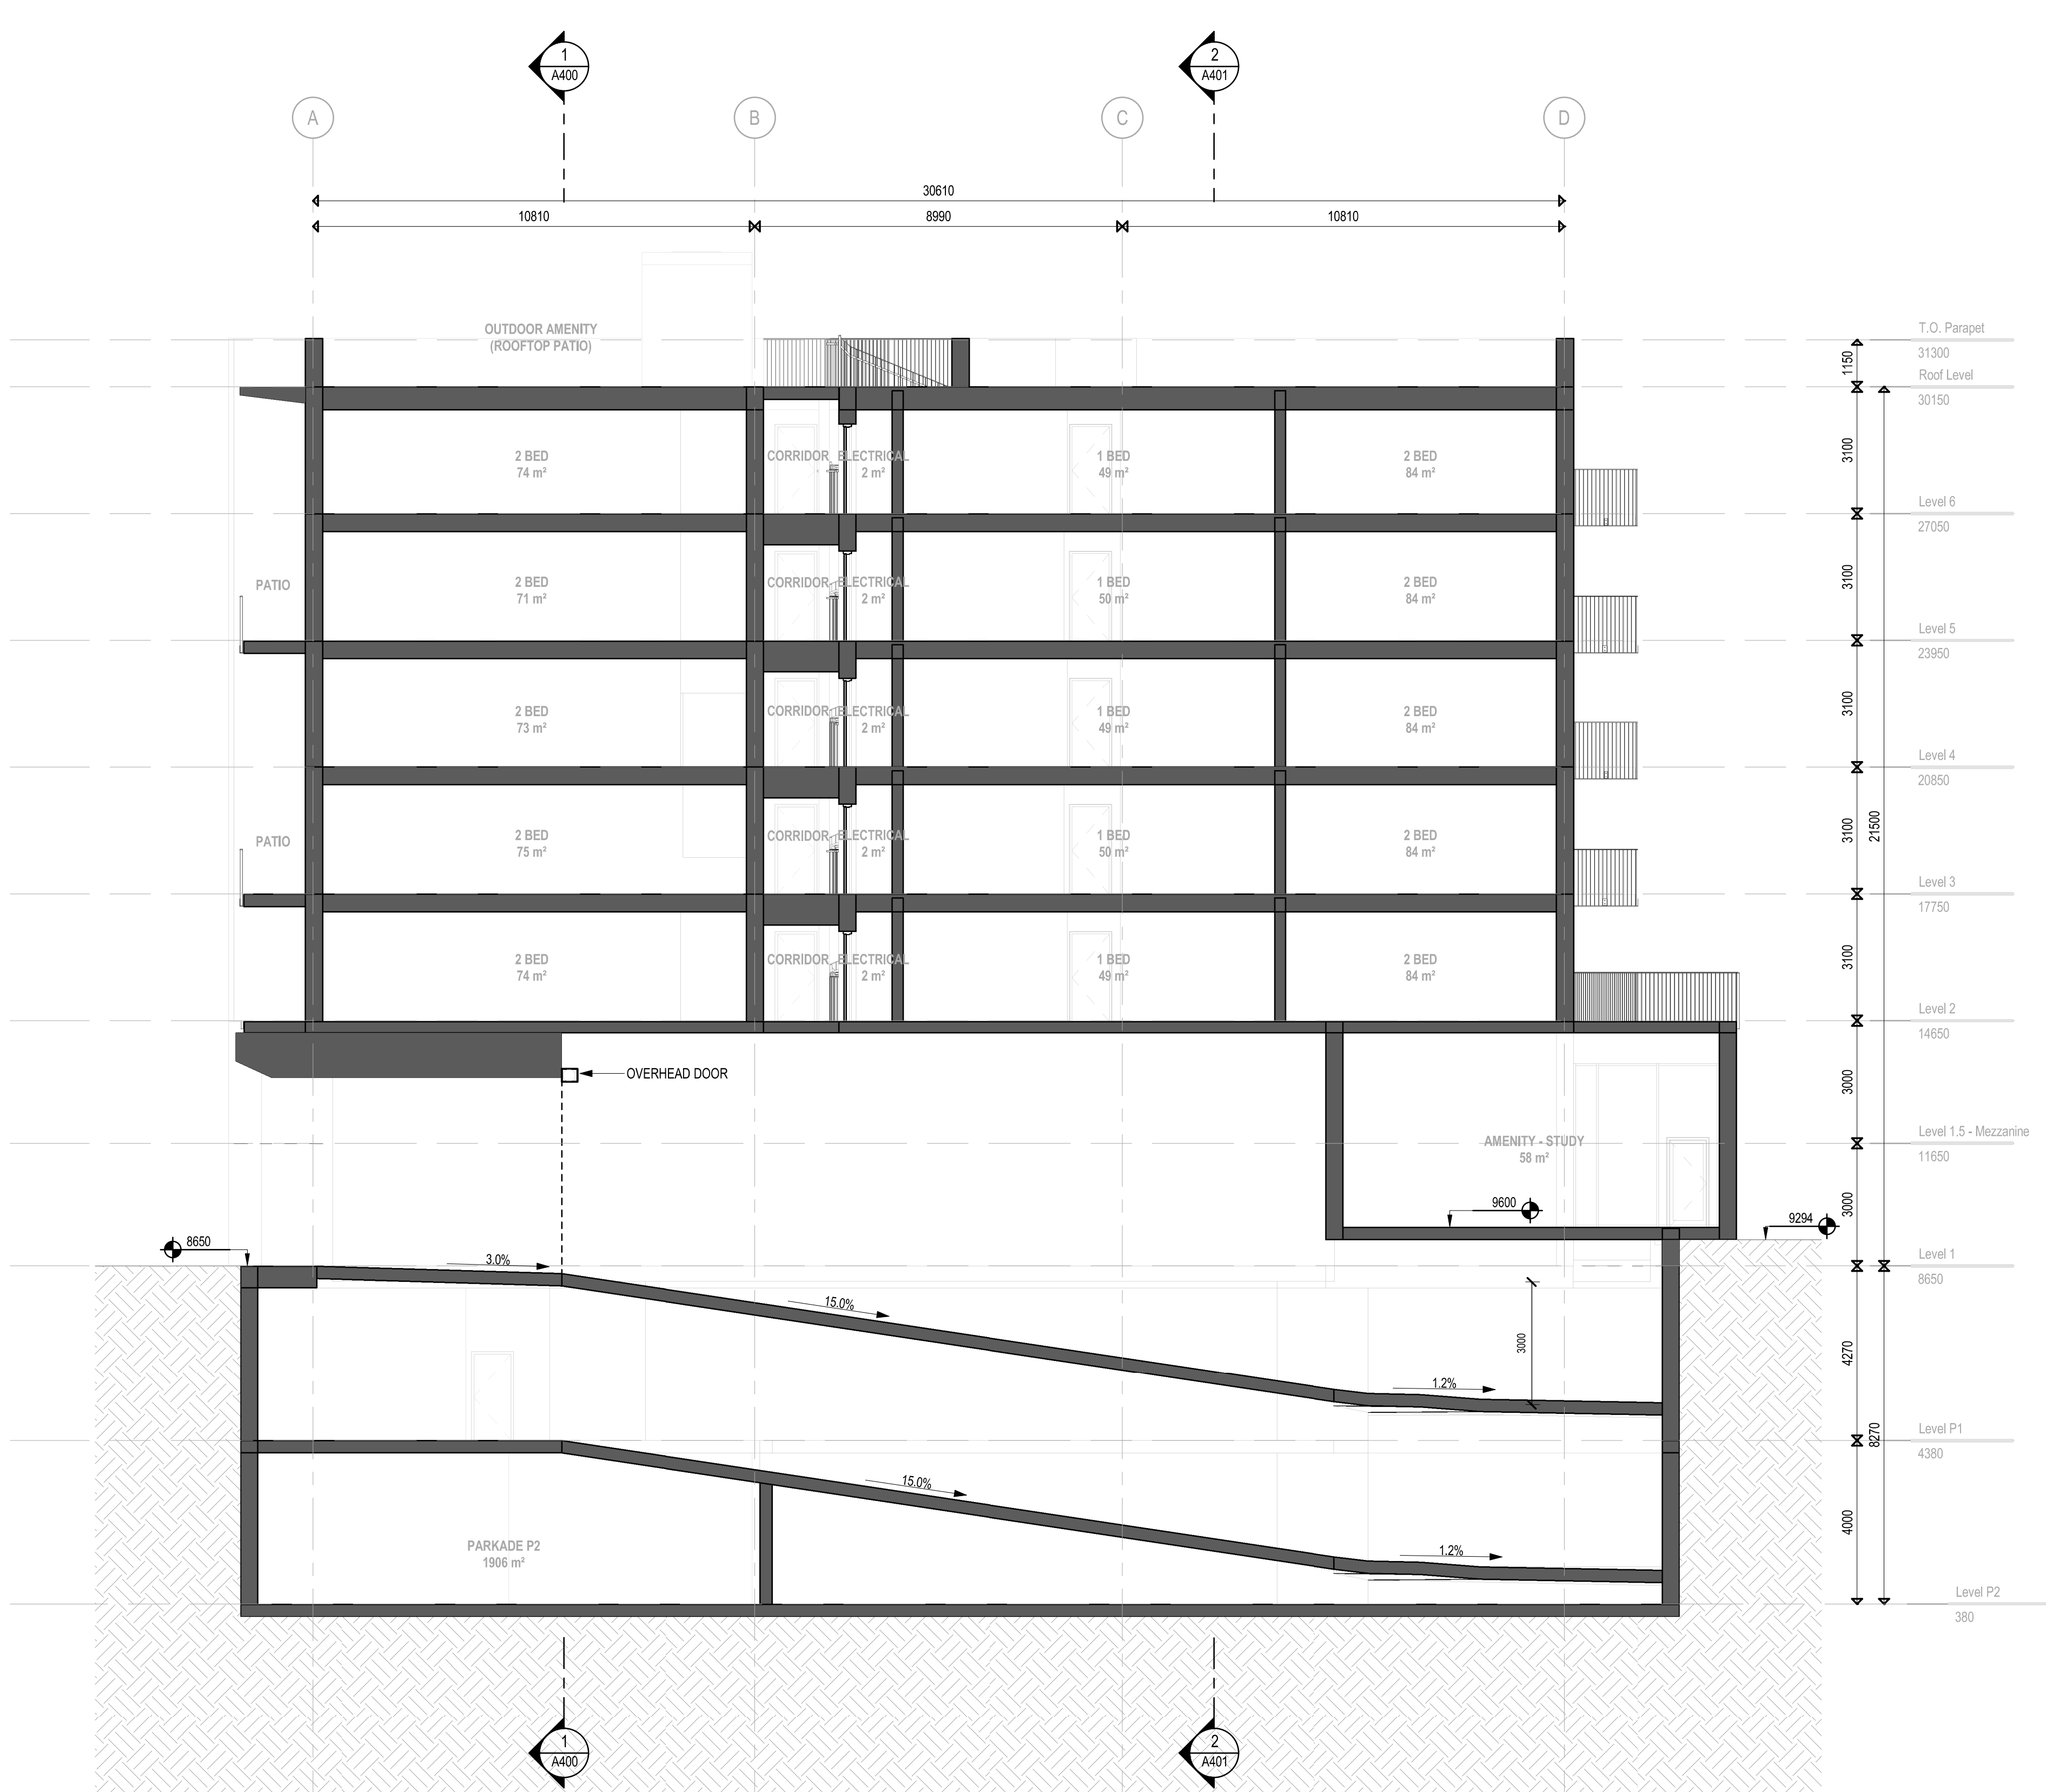 1
A400
2
A401
A
B
C
D
30610
10810
8990
10810
OUTDOOR AMENITY
(ROOFTOP PATIO)
T.O. Parapet
31300
1150
Roof Level
30150
2 BED
74 m²
CORRIDOR
ELECTRICAL
2 m²
1 BED
49 m²
2 BED
84 m²
3100
Level 6
27050
PATIO
2 BED
71 m²
CORRIDOR
ELECTRICAL
2 m²
1 BED
50 m²
2 BED
84 m²
3100
Level 5
23950
2 BED
73 m²
CORRIDOR
ELECTRICAL
2 m²
1 BED
49 m²
2 BED
84 m²
3100
Level 4
20850
PATIO
2 BED
75 m²
CORRIDOR
ELECTRICAL
2 m²
1 BED
50 m²
2 BED
84 m²
3100
21500
Level 3
17750
2 BED
74 m²
CORRIDOR
ELECTRICAL
2 m²
1 BED
49 m²
2 BED
84 m²
3100
Level 2
14650
OVERHEAD DOOR
3000
Level 1.5 - Mezzanine
11650
AMENITY - STUDY
58 m²
9600
3000
9294
8650
Level 1
8650
3.0%
15.0%
3000
4270
1.2%
Level P1
4380
8270
15.0%
4000
1.2%
PARKADE P2
1906 m²
Level P2
380
1
A400
2
A401